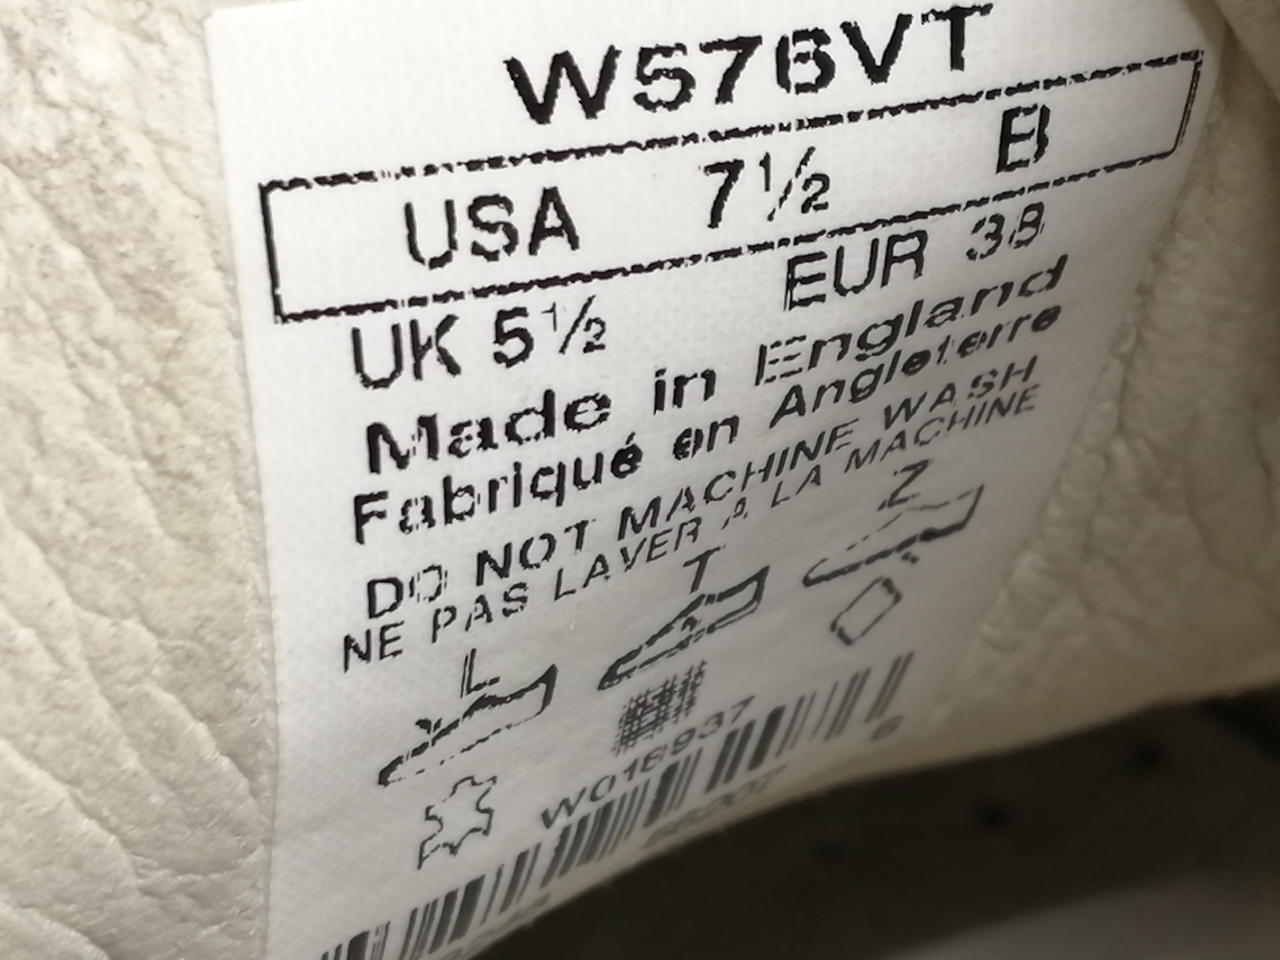 W576VT
USA 7½ B
UK 5½ EUR 38
Made in England
Fabriqué en Angleterre
DO NOT MACHINE WASH
NE PAS LAVER A LA MACHINE
L T Z
W016937
6